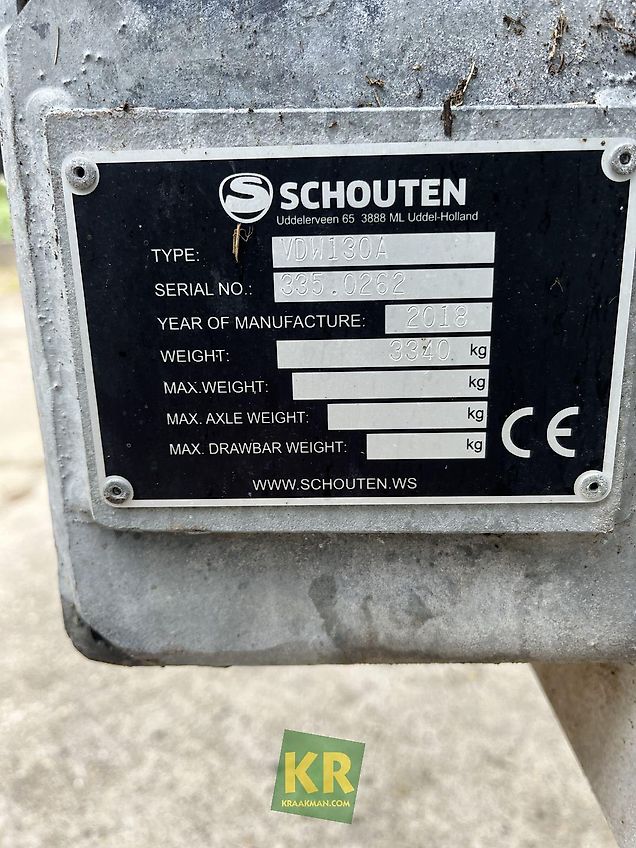 S SCHOUTEN
Uddelerveen 65 3888 ML Uddel-Holland
TYPE: VDW130A
SERIAL NO.: 335.0262
YEAR OF MANUFACTURE: 2018
WEIGHT: 3340 kg
MAX.WEIGHT: kg
MAX. AXLE WEIGHT: kg
MAX. DRAWBAR WEIGHT: kg
CE
WWW.SCHOUTEN.WS
KR
KRAAKMAN.COM